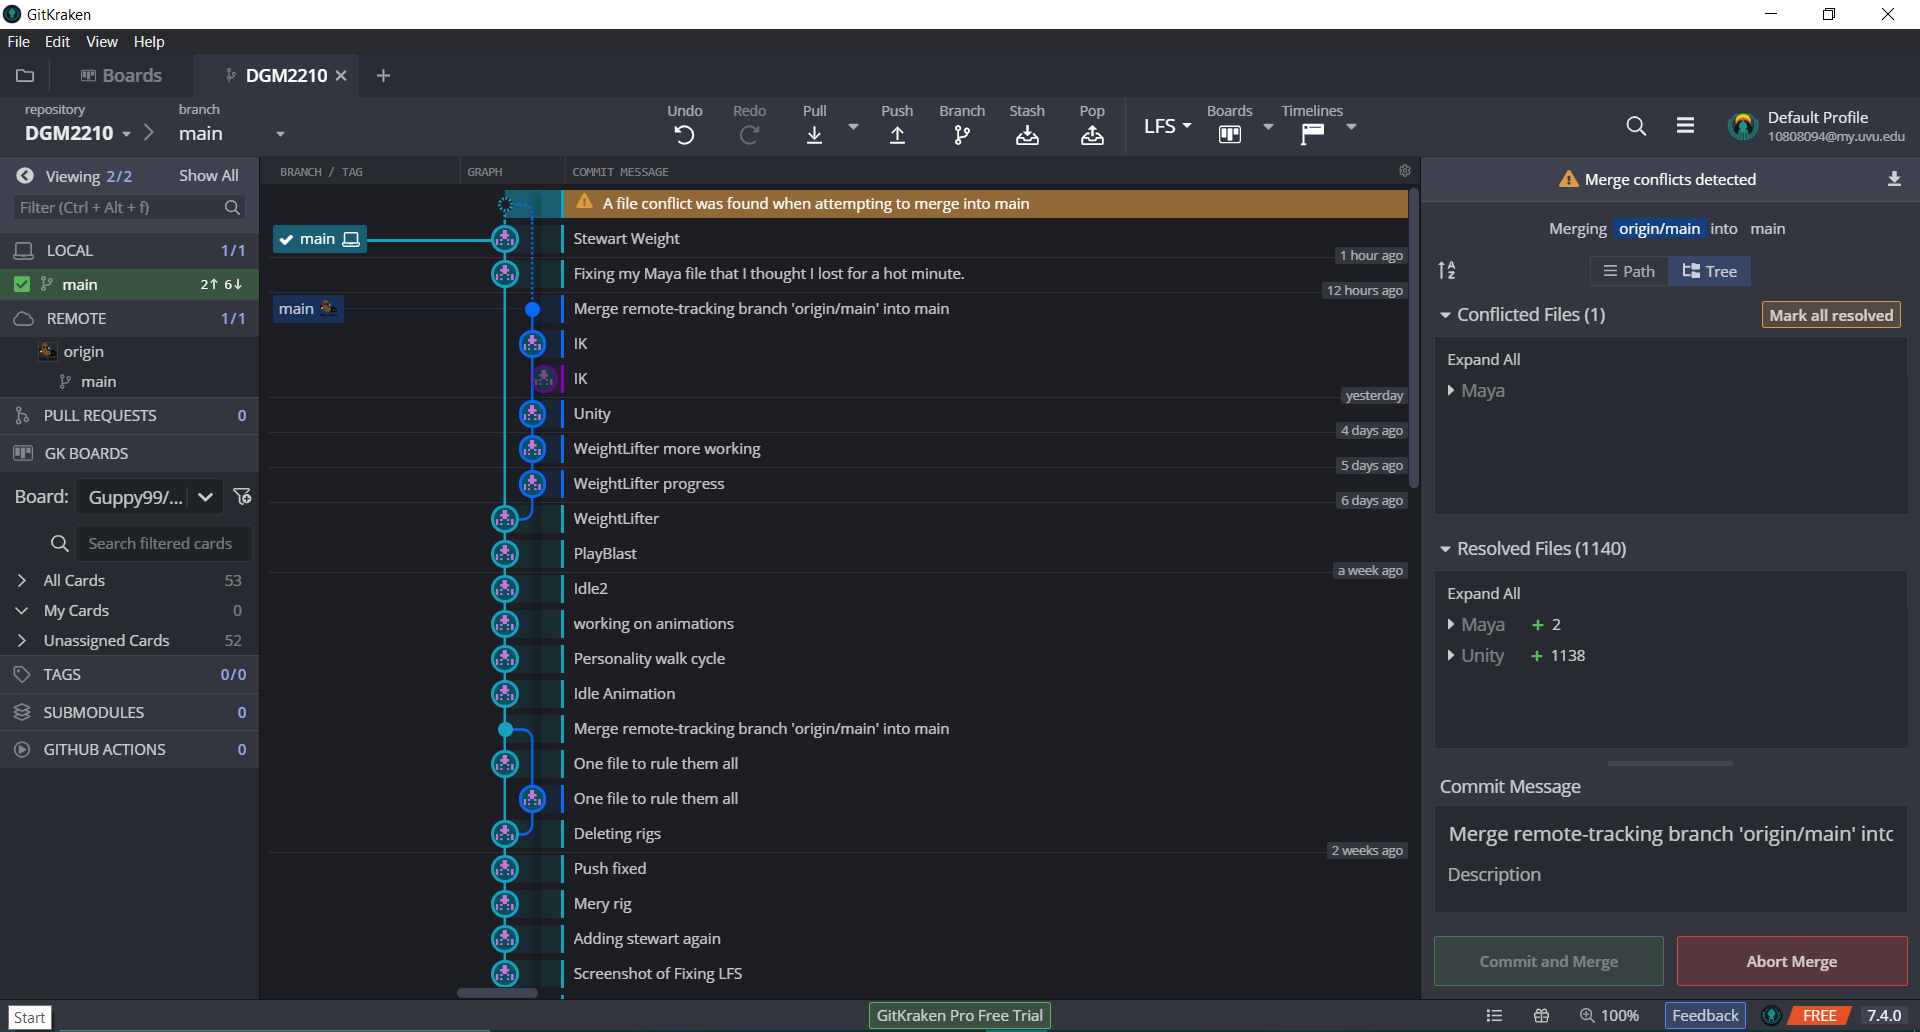 GitKraken
File Edit View Help
Boards
DGM2210
repository
DGM2210
branch
main
Undo
Redo
Pull
Push
Branch
Stash
Pop
LFS
Boards
Timelines
Default Profile
10808094@my.uvu.edu
Viewing 2/2
Show All
Filter (Ctrl + Alt + f)
LOCAL 1/1
main 2↑ 6↓
REMOTE 1/1
origin
main
PULL REQUESTS 0
GK BOARDS
Board: Guppy99/...
Search filtered cards
All Cards 53
My Cards 0
Unassigned Cards 52
TAGS 0/0
SUBMODULES 0
GITHUB ACTIONS 0
BRANCH / TAG
GRAPH
COMMIT MESSAGE
A file conflict was found when attempting to merge into main
main
Stewart Weight
1 hour ago
Fixing my Maya file that I thought I lost for a hot minute.
12 hours ago
main
Merge remote-tracking branch 'origin/main' into main
IK
IK
yesterday
Unity
4 days ago
WeightLifter more working
5 days ago
WeightLifter progress
6 days ago
WeightLifter
PlayBlast
a week ago
Idle2
working on animations
Personality walk cycle
Idle Animation
Merge remote-tracking branch 'origin/main' into main
One file to rule them all
One file to rule them all
Deleting rigs
2 weeks ago
Push fixed
Mery rig
Adding stewart again
Screenshot of Fixing LFS
Merge conflicts detected
Merging origin/main into main
Path
Tree
Conflicted Files (1)
Mark all resolved
Expand All
Maya
Resolved Files (1140)
Expand All
Maya + 2
Unity + 1138
Commit Message
Merge remote-tracking branch 'origin/main' intc
Description
Commit and Merge
Abort Merge
Start
GitKraken Pro Free Trial
100%
Feedback
FREE
7.4.0